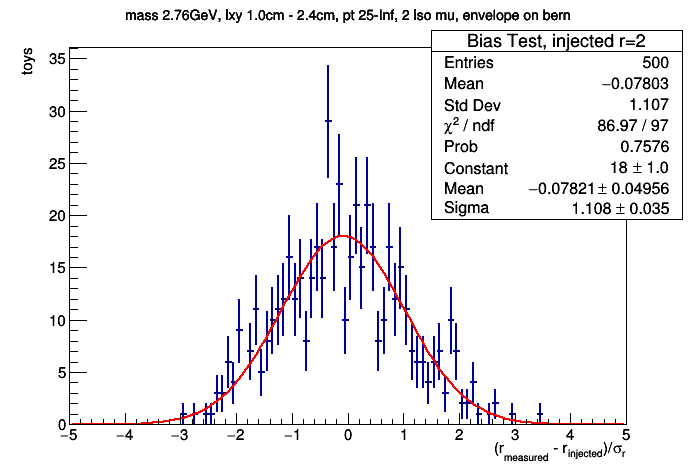 mass 2.76GeV, lxy 1.0cm - 2.4cm, pt 25-Inf, 2 Iso mu, envelope on bern
Bias Test, injected r=2
Entries 500
Mean −0.07803
Std Dev 1.107
χ² / ndf 86.97 / 97
Prob 0.7576
Constant 18 ± 1.0
Mean −0.07821 ± 0.04956
Sigma 1.108 ± 0.035
toys
35
30
25
20
15
10
5
0
−5 −4 −3 −2 −1 0 1 2 3 4 5
(r_measured - r_injected)/σ_r